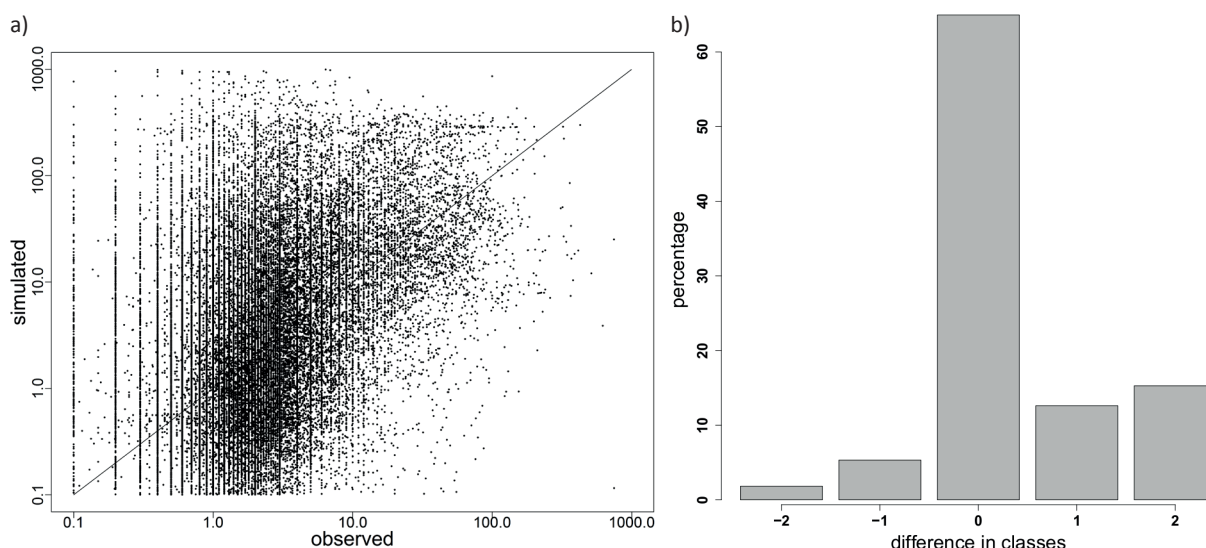 a)
simulated
1000.0
100.0
10.0
1.0
0.1
0.1 1.0 10.0 100.0 1000.0
observed
b)
percentage
60
50
40
30
20
10
0
−2 −1 0 1 2
difference in classes